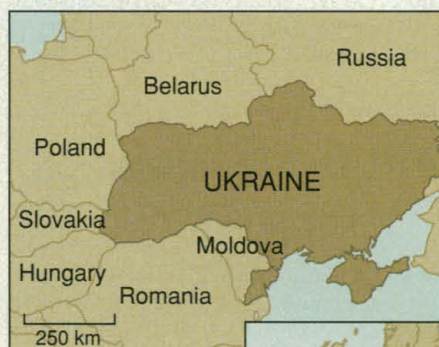 Russia
Belarus
Poland
UKRAINE
Slovakia
Moldova
Hungary
Romania
250 km